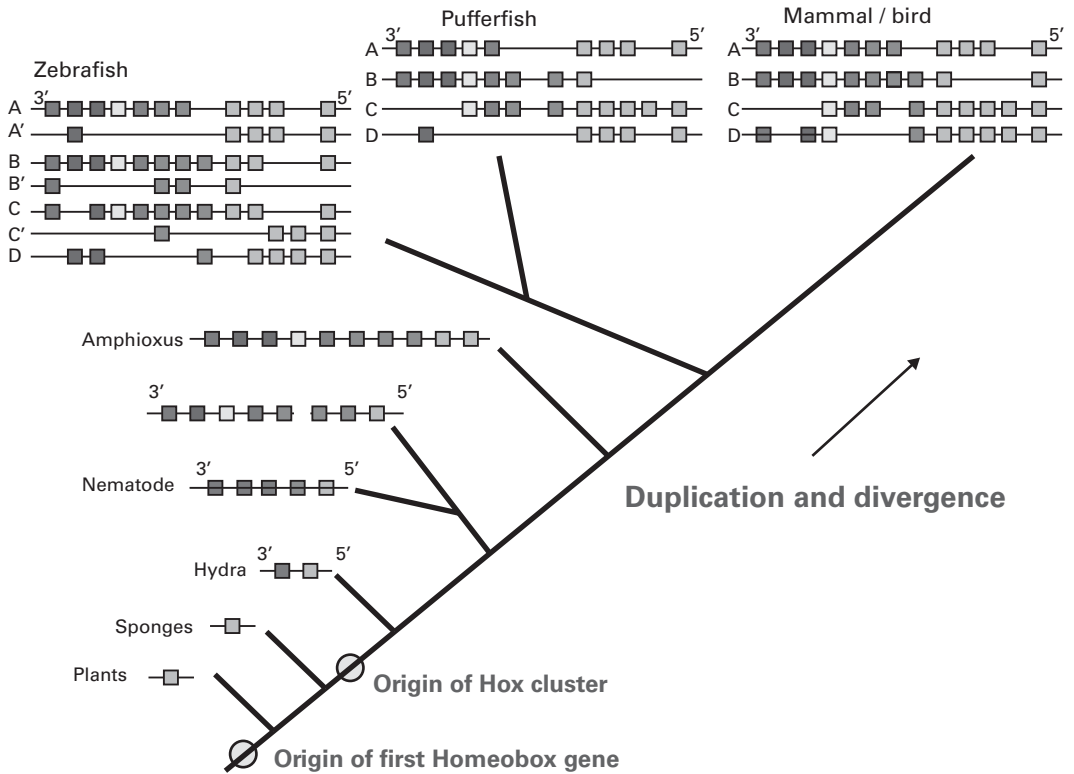 Pufferfish
3′ 5′
A
B
C
D
Mammal / bird
3′ 5′
A
B
C
D
Zebrafish
3′ 5′
A
A′
B
B′
C
C′
D
Amphioxus
3′ 5′
Nematode 3′ 5′
Duplication and divergence
Hydra 3′ 5′
Sponges
Plants
Origin of Hox cluster
Origin of first Homeobox gene